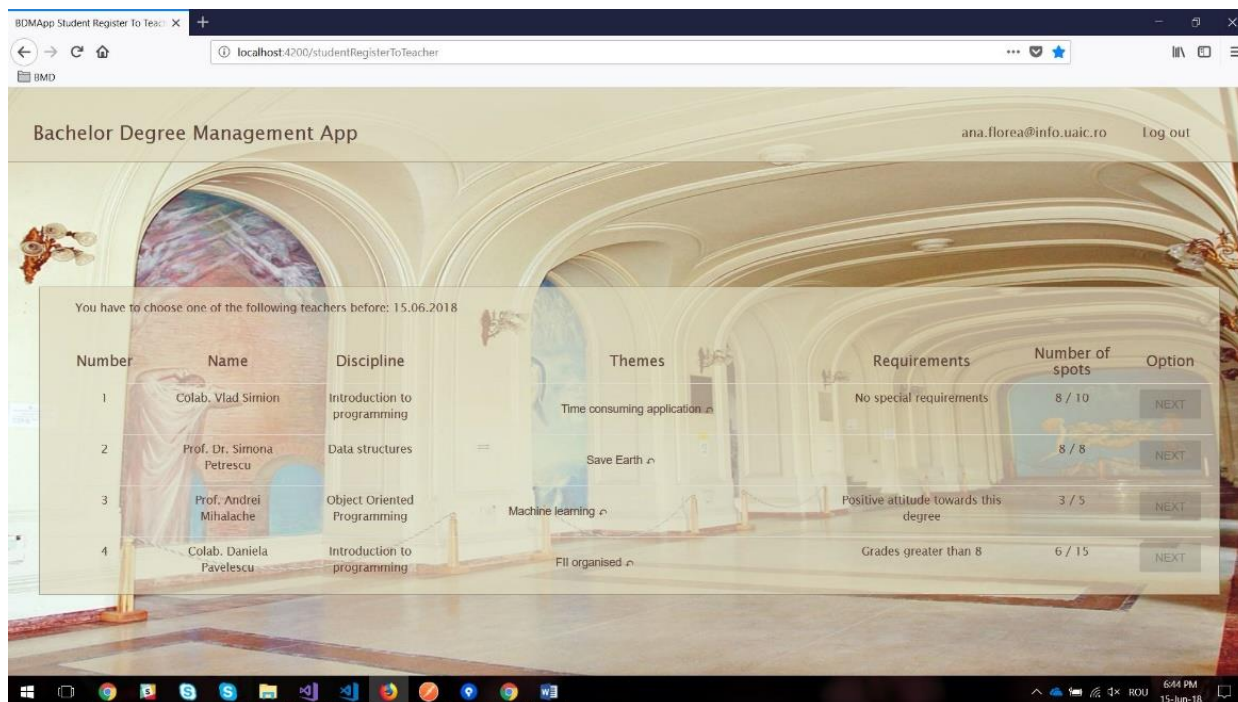 BDMApp Student Register To Teac
localhost:4200/studentRegisterToTeacher
BMD
Bachelor Degree Management App
ana.florea@info.uaic.ro Log out
You have to choose one of the following teachers before: 15.06.2018
Number Name Discipline Themes Requirements Number of spots Option
1 Colab. Vlad Simion Introduction to programming Time consuming application No special requirements 8 / 10 NEXT
2 Prof. Dr. Simona Petrescu Data structures Save Earth 8 / 8 NEXT
3 Prof. Andrei Mihalache Object Oriented Programming Machine learning Positive attitude towards this degree 3 / 5 NEXT
4 Colab. Daniela Pavelescu Introduction to programming FII organised Grades greater than 8 6 / 15 NEXT
ROU 6:44 PM
15-Jun-18